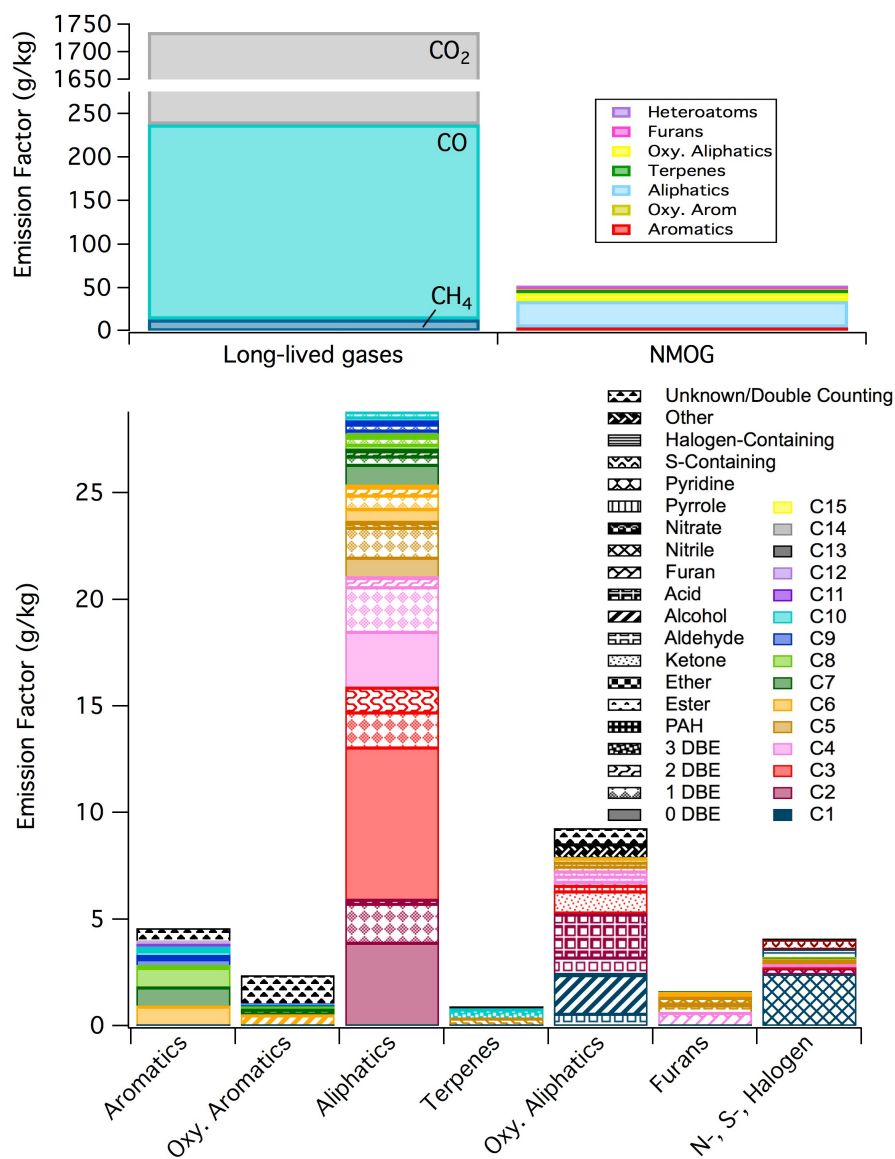 Emission Factor (g/kg)
1750
1700
1650
250
200
150
100
50
0
CO₂
CO
CH₄
Heteroatoms
Furans
Oxy. Aliphatics
Terpenes
Aliphatics
Oxy. Arom
Aromatics
Long-lived gases
NMOG
Emission Factor (g/kg)
25
20
15
10
5
0
Unknown/Double Counting
Other
Halogen-Containing
S-Containing
Pyridine
Pyrrole
Nitrate
Nitrile
Furan
Acid
Alcohol
Aldehyde
Ketone
Ether
Ester
PAH
3 DBE
2 DBE
1 DBE
0 DBE
C15
C14
C13
C12
C11
C10
C9
C8
C7
C6
C5
C4
C3
C2
C1
Aromatics
Oxy. Aromatics
Aliphatics
Terpenes
Oxy. Aliphatics
Furans
N-, S-, Halogen